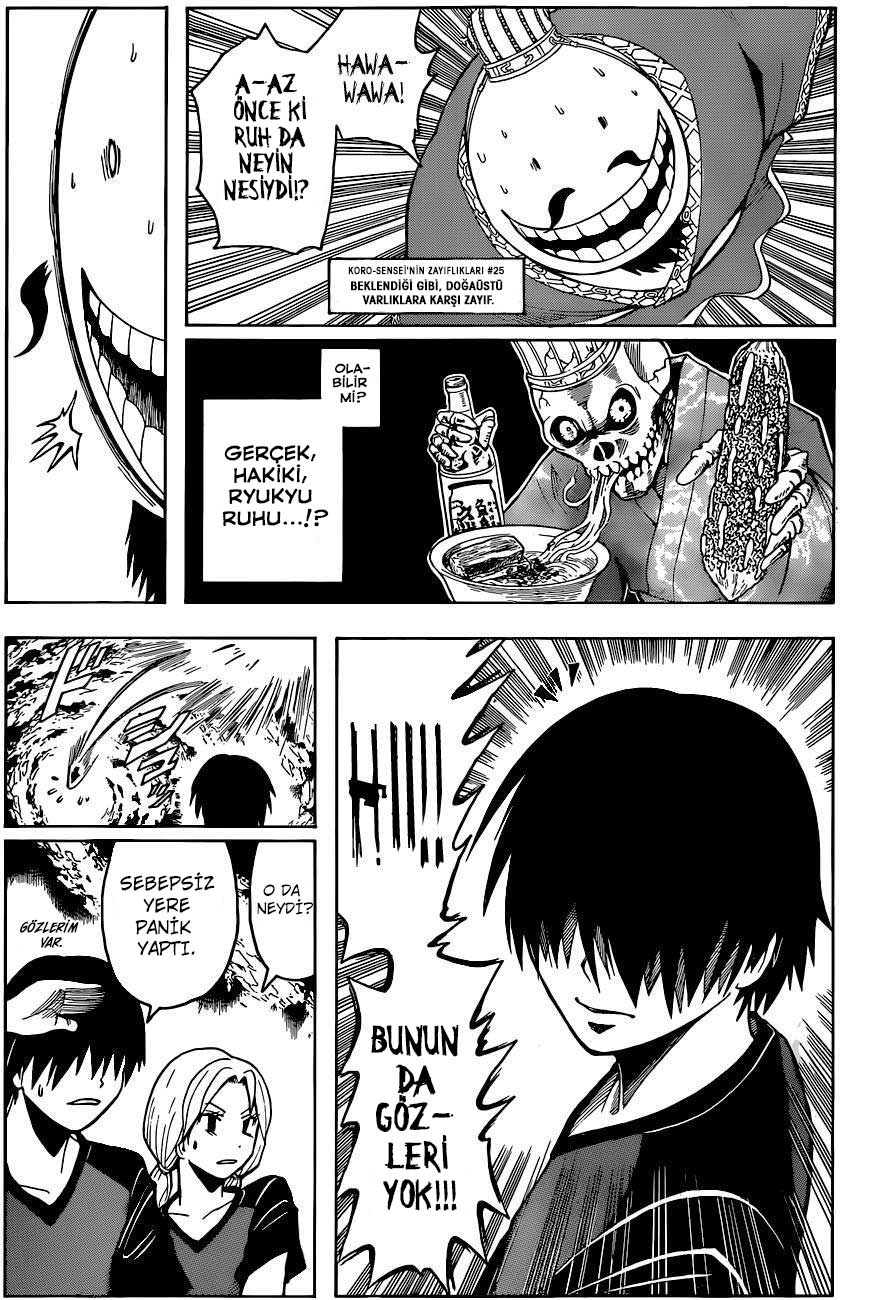 HAWA-
WAWA!
A-AZ
ÖNCE Kİ
RUH DA
NEYİN
NESİYDİ!?
KORO-SENSEİ'NİN ZAYIFLIKLARI #25
BEKLENDİĞİ GİBİ, DOĞAÜSTÜ
VARLIKLARA KARŞI ZAYIF.
OLA-
BİLİR
Mİ?
GERÇEK,
HAKİKİ,
RYUKYU
RUHU...!?
BUNUN
DA
GÖZ-
LERİ
YOK!!!
O DA
NEYDİ?
SEBEPSİZ
YERE
PANİK
YAPTI.
GÖZLERİM
VAR.